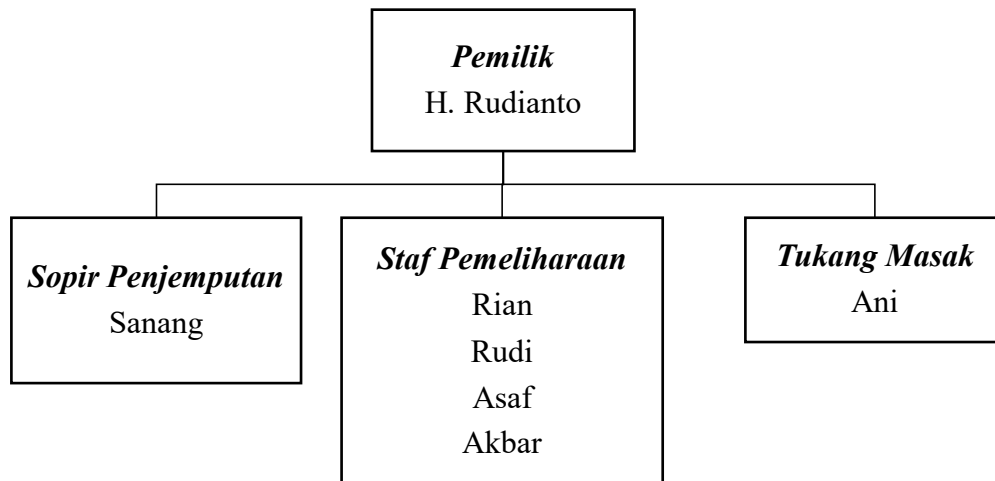 Pemilik
H. Rudianto
Sopir Penjemputan
Sanang
Staf Pemeliharaan
Rian
Rudi
Asaf
Akbar
Tukang Masak
Ani